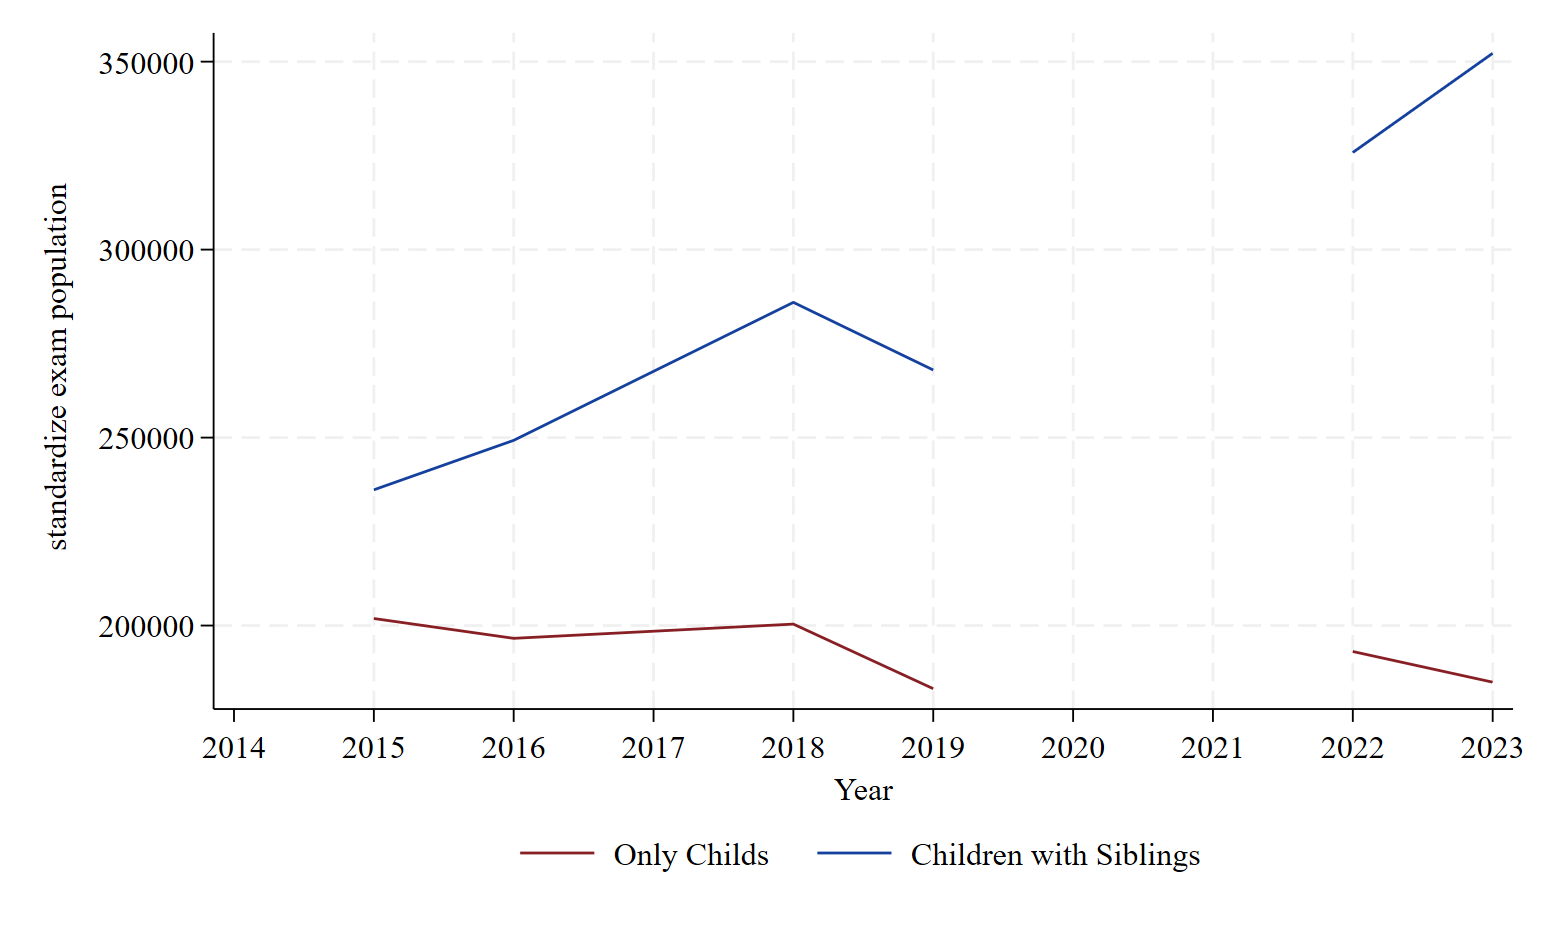 350000
300000
250000
200000
standardize exam population
2014 2015 2016 2017 2018 2019 2020 2021 2022 2023
Year
Only Childs Children with Siblings